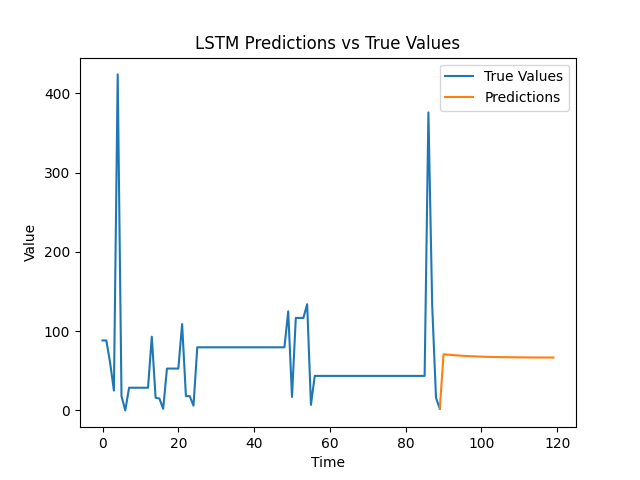 LSTM Predictions vs True Values
True Values
Predictions
400
300
200
100
0
Value
0 20 40 60 80 100 120
Time